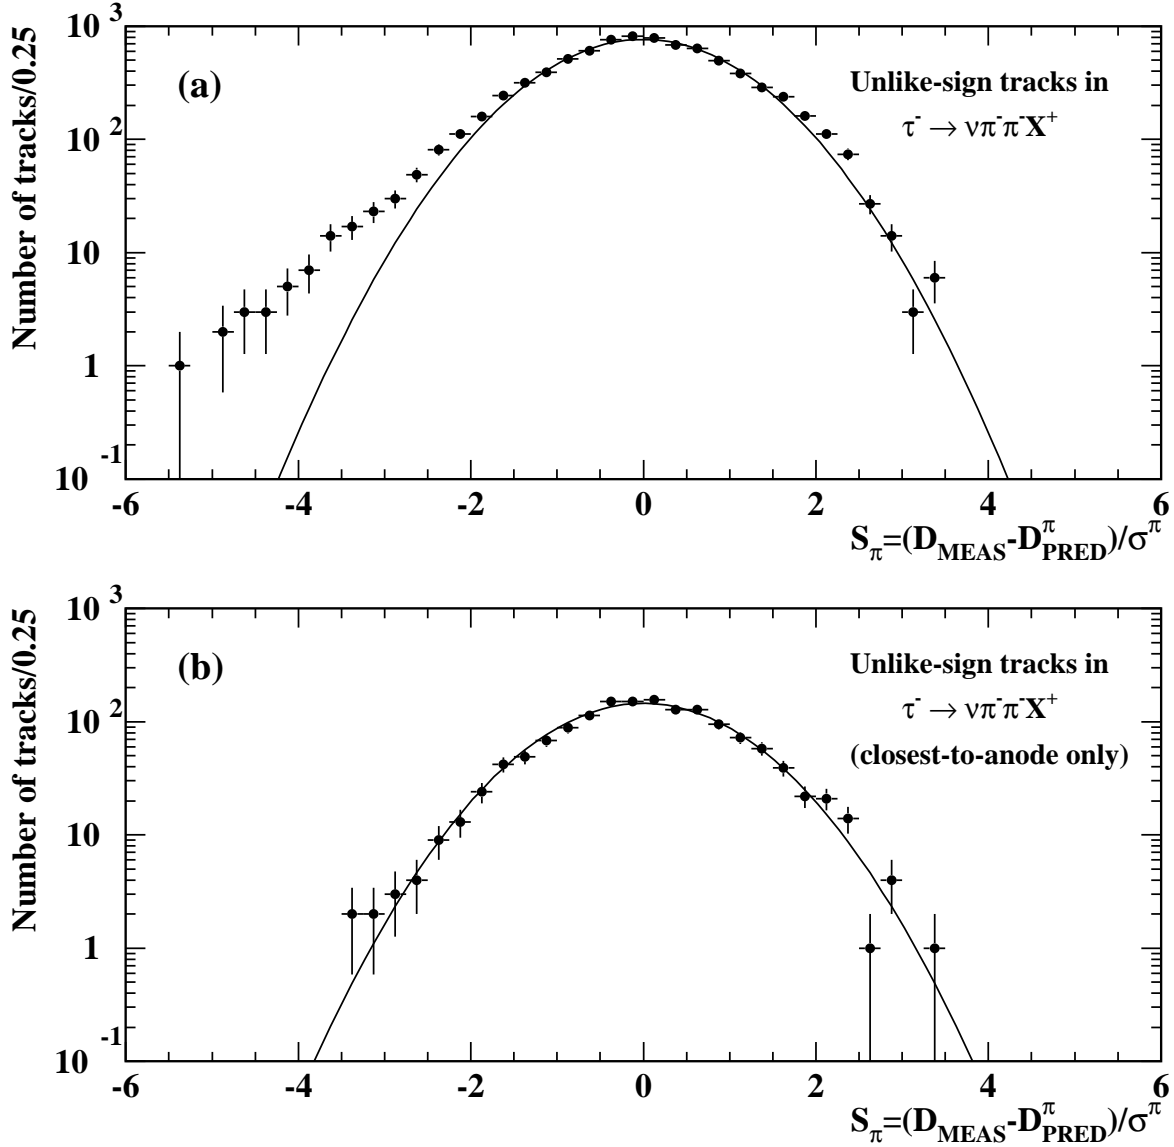 Number of tracks/0.25
10³
10²
10
1
10⁻¹
(a)
Unlike-sign tracks in
τ⁻ → νπ⁻π⁻X⁺
-6 -4 -2 0 2 4 6
S_π=(D_MEAS-D^π_PRED)/σ^π
Number of tracks/0.25
10³
10²
10
1
10⁻¹
(b)
Unlike-sign tracks in
τ⁻ → νπ⁻π⁻X⁺
(closest-to-anode only)
-6 -4 -2 0 2 4 6
S_π=(D_MEAS-D^π_PRED)/σ^π